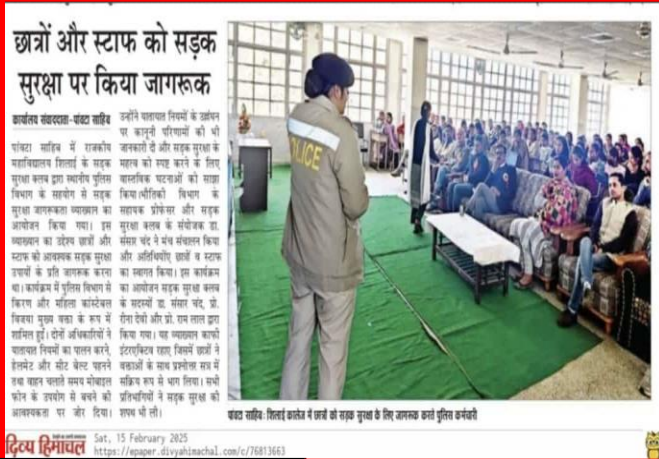 छात्रों और स्टाफ को सड़क
सुरक्षा पर किया जागरूक
कार्यालय संवाददाता-पांवटा साहिब
पांवटा साहिब में राजकीय
महाविद्यालय शिलाई के सड़क
सुरक्षा क्लब द्वारा स्थानीय पुलिस
विभाग के सहयोग से सड़क
सुरक्षा जागरूकता व्याख्यान का
आयोजन किया गया। इस
व्याख्यान का उद्देश्य छात्रों और
स्टाफ को आवश्यक सड़क सुरक्षा
उपायों के प्रति जागरूक करना
था। कार्यक्रम में पुलिस विभाग से
किरण और महिला कांस्टेबल
विजया मुख्य वक्ता के रूप में
शामिल हुईं। दोनों अधिकारियों ने
यातायात नियमों का पालन करने,
हेलमेट और सीट बेल्ट पहनने
तथा वाहन चलाते समय मोबाइल
फोन के उपयोग से बचने की
आवश्यकता पर जोर दिया।
उन्होंने यातायात नियमों के उल्लंघन
पर कानूनी परिणामों की भी
जानकारी दी और सड़क सुरक्षा के
महत्व को स्पष्ट करने के लिए
वास्तविक घटनाओं को साझा
किया।भौतिकी विभाग के
सहायक प्रोफेसर और सड़क
सुरक्षा क्लब के संयोजक डा.
संसार चंद ने मंच संचालन किया
और अतिथियोंए छात्रों व स्टाफ
का स्वागत किया। इस कार्यक्रम
का आयोजन सड़क सुरक्षा क्लब
के सदस्यों डा. संसार चंद, प्रो.
रीना देवी और प्रो. राम लाल द्वारा
किया गया। यह व्याख्यान काफी
इंटरएक्टिव रहाए जिसमें छात्रों ने
वक्ताओं के साथ प्रश्नोत्तर सत्र में
सक्रिय रूप से भाग लिया। सभी
प्रतिभागियों ने सड़क सुरक्षा की
शपथ भी ली।
POLICE
पांवटा साहिब: शिलाई कालेज में छात्रों को सड़क सुरक्षा के लिए जागरूक करते पुलिस कर्मचारी
दिव्य हिमाचल
Sat, 15 February 2025
https://epaper.divyahimachal.com/c/76813663